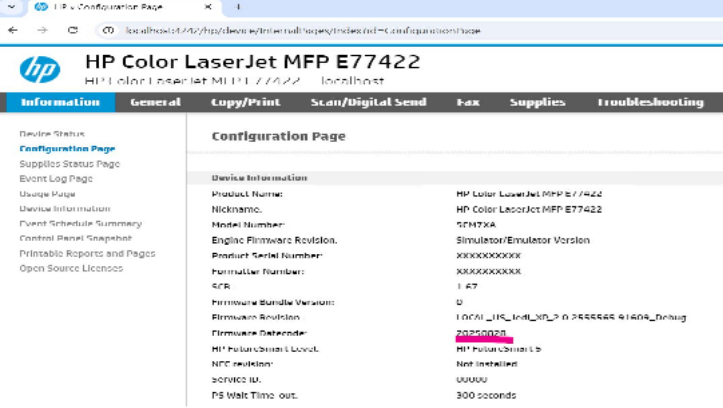 HP - Configuration Page
localhost:4242/hp/device/InternalPages/Index?id=ConfigurationPage
hp
HP Color LaserJet MFP E77422
HP Color LaserJet MFP E77422 localhost
Information General Copy/Print Scan/Digital Send Fax Supplies Troubleshooting
Device Status
Configuration Page
Supplies Status Page
Event Log Page
Usage Page
Device Information
Event Schedule Summary
Control Panel Snapshot
Printable Reports and Pages
Open Source Licenses
Configuration Page
Device Information
Product Name: HP Color LaserJet MFP E77422
Nickname: HP Color LaserJet MFP E77422
Model Number: 5CM7XA
Engine Firmware Revision: Simulator/Emulator Version
Product Serial Number: XXXXXXXXXX
Formatter Number: XXXXXXXXXX
SCB 1.67
Firmware Bundle Version: 0
Firmware Revision LOCAL_US_Jedi_XP_2.0.2555565.91609_Debug
Firmware Datecode: 20250828
HP FutureSmart Level: HP FutureSmart 5
NFC revision: Not Installed
Service ID: 00000
PS Wait Time-out: 300 seconds